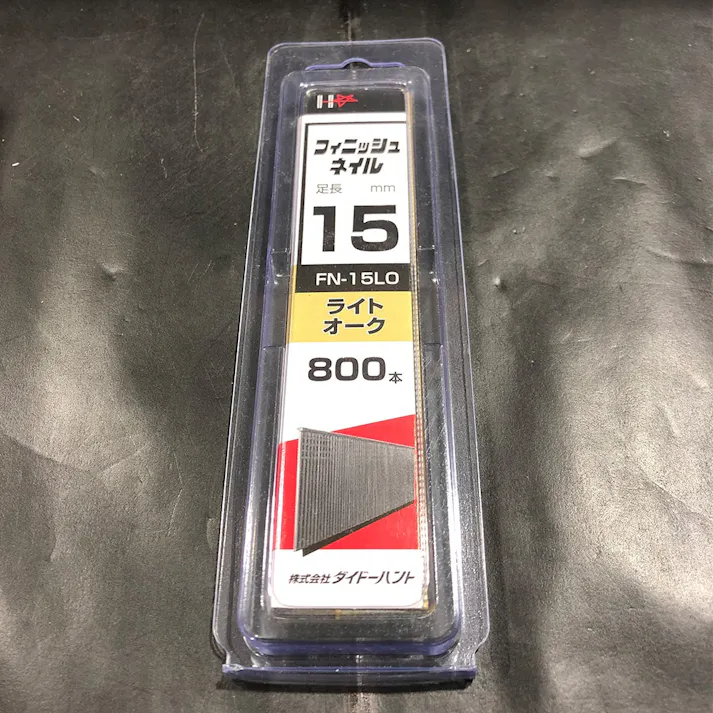 フィニッシュ
ネイル
足長 mm
15
FN-15LO
ライト
オーク
800本
株式会社 ダイドーハント